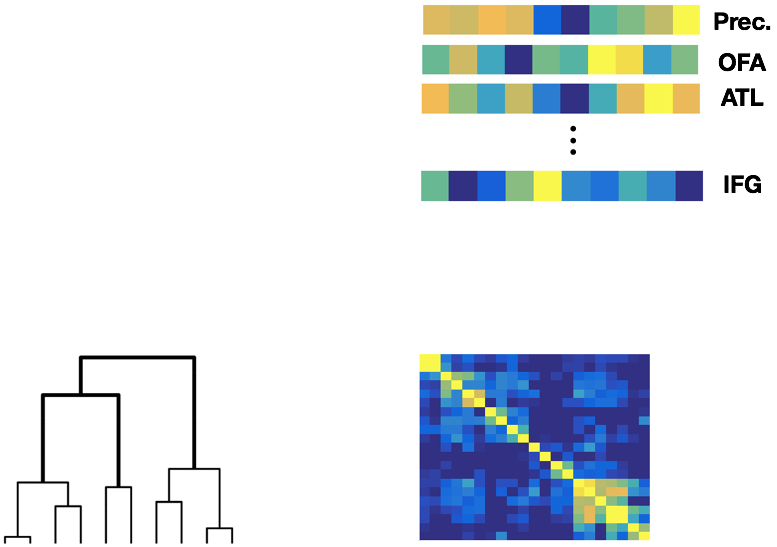 Prec.
OFA
ATL
IFG